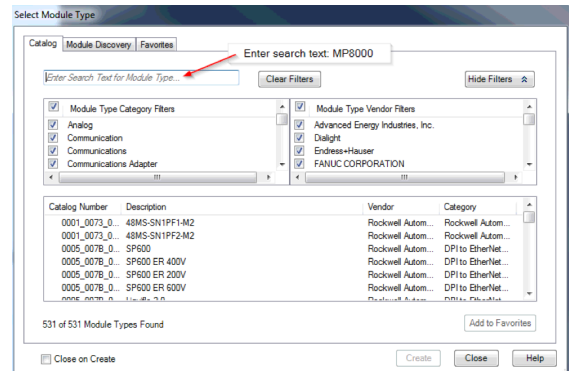 Select Module Type
Catalog Module Discovery Favorites
Enter search text: MP8000
Enter Search Text for Module Type...
Clear Filters
Hide Filters
Module Type Category Filters
Analog
Communication
Communications
Communications Adapter
Module Type Vendor Filters
Advanced Energy Industries, Inc.
Dialight
Endress+Hauser
FANUC CORPORATION
Catalog Number Description Vendor Category
0001_0073_0... 48MS-SN1PF1-M2 Rockwell Autom... Rockwell Autom...
0001_0073_0... 48MS-SN1PF2-M2 Rockwell Autom... Rockwell Autom...
0005_007B_0... SP600 Rockwell Autom... DPI to EtherNet...
0005_007B_0... SP600 ER 400V Rockwell Autom... DPI to EtherNet...
0005_007B_0... SP600 ER 200V Rockwell Autom... DPI to EtherNet...
0005_007B_0... SP600 ER 600V Rockwell Autom... DPI to EtherNet...
531 of 531 Module Types Found
Add to Favorites
Close on Create
Create Close Help